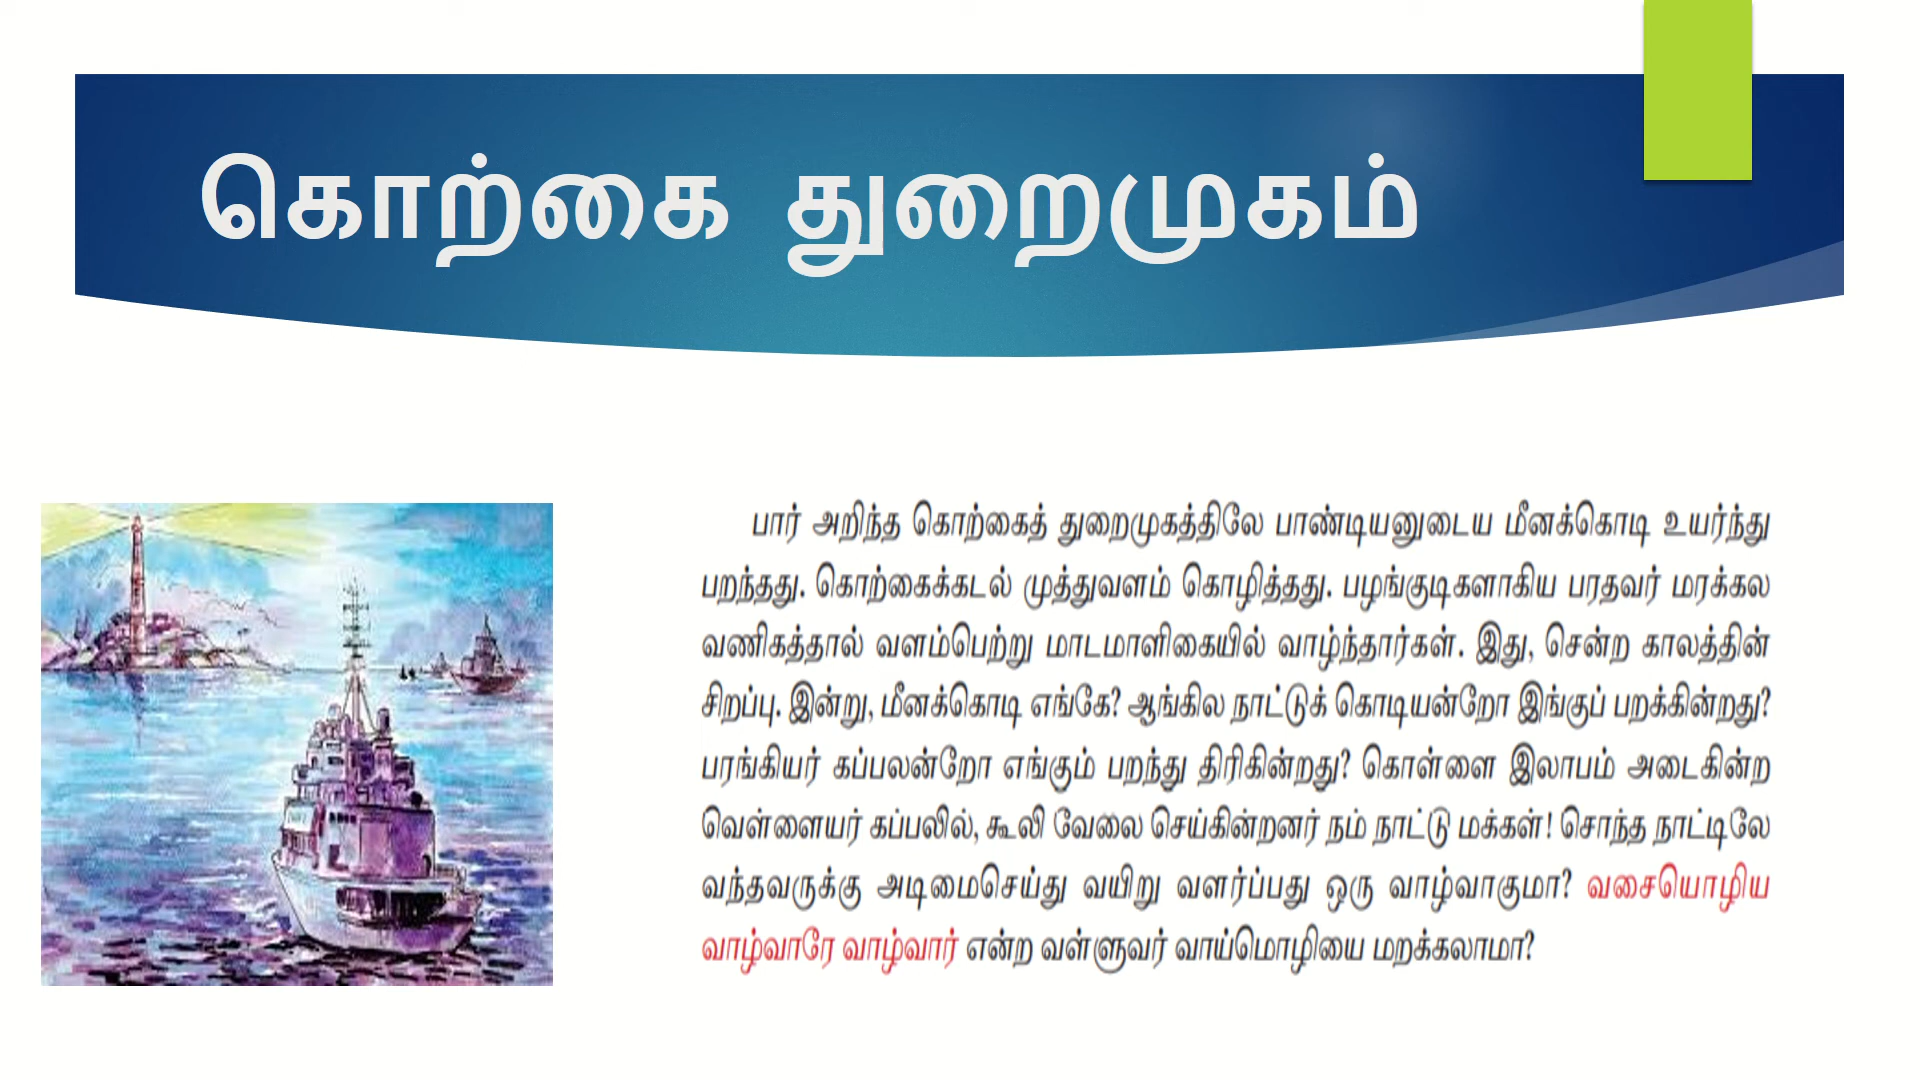 கொற்கை துறைமுகம்
பார் அறிந்த கொற்கைத் துறைமுகத்திலே பாண்டியனுடைய மீனக்கொடி உயர்ந்து
பறந்தது. கொற்கைக்கடல் முத்துவளம் கொழித்தது. பழங்குடிகளாகிய பரதவர் மரக்கல
வணிகத்தால் வளம்பெற்று மாடமாளிகையில் வாழ்ந்தார்கள். இது, சென்ற காலத்தின்
சிறப்பு. இன்று, மீனக்கொடி எங்கே? ஆங்கில நாட்டுக் கொடியன்றோ இங்குப் பறக்கின்றது?
பரங்கியர் கப்பலன்றோ எங்கும் பறந்து திரிகின்றது? கொள்ளை இலாபம் அடைகின்ற
வெள்ளையர் கப்பலில், கூலி வேலை செய்கின்றனர் நம் நாட்டு மக்கள்! சொந்த நாட்டிலே
வந்தவருக்கு அடிமைசெய்து வயிறு வளர்ப்பது ஒரு வாழ்வாகுமா? வசையொழிய
வாழ்வாரே வாழ்வார் என்ற வள்ளுவர் வாய்மொழியை மறக்கலாமா?